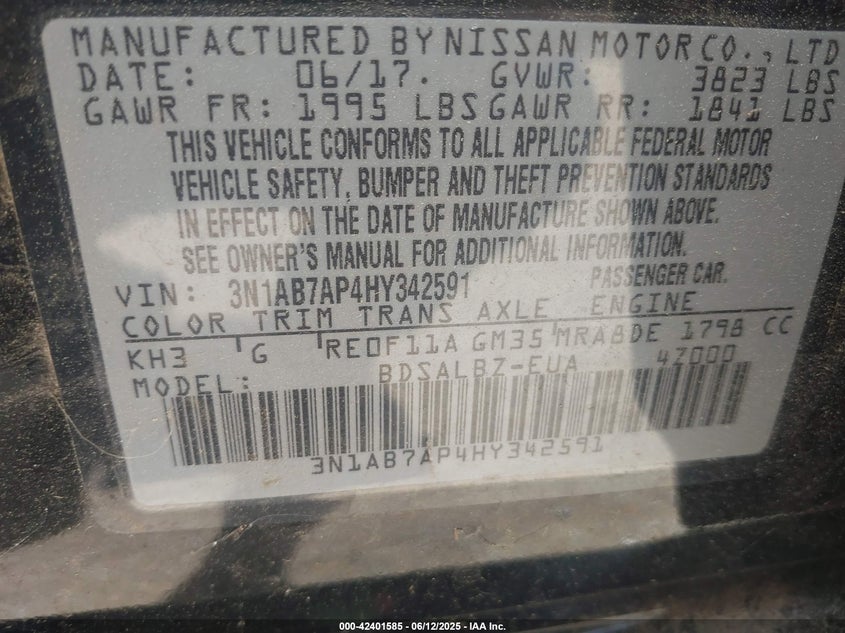 MANUFACTURED BY NISSAN MOTOR CO., LTD
DATE: 06/17. GVWR: 3823 LBS
GAWR FR: 1995 LBS GAWR RR: 1841 LBS
THIS VEHICLE CONFORMS TO ALL APPLICABLE FEDERAL MOTOR
VEHICLE SAFETY, BUMPER AND THEFT PREVENTION STANDARDS
IN EFFECT ON THE DATE OF MANUFACTURE SHOWN ABOVE.
SEE OWNER'S MANUAL FOR ADDITIONAL INFORMATION.
VIN: 3N1AB7AP4HY342591 PASSENGER CAR.
COLOR TRIM TRANS AXLE ENGINE
KH3 G RE0F11A GM35 MRA8DE 1798 CC
MODEL: BDSALBZ-EUA 4Z000
3N1AB7AP4HY342591
000-42401585 - 06/12/2025 - IAA Inc.